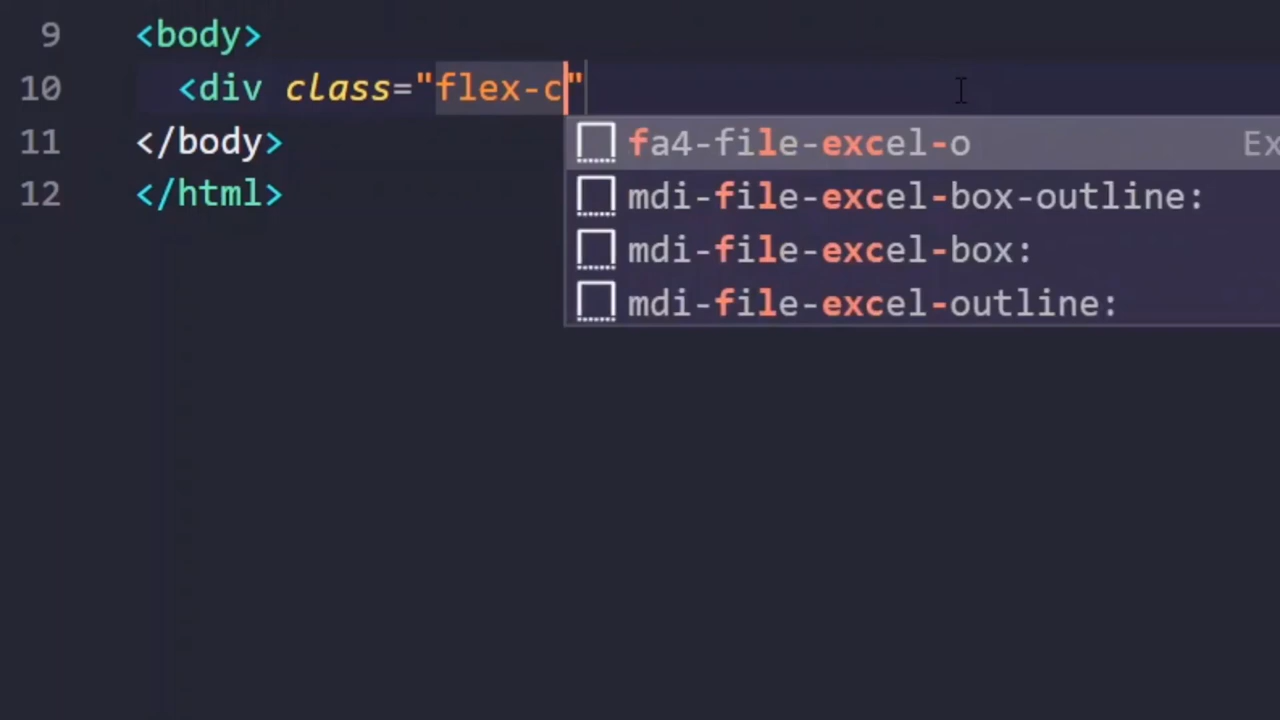 9 <body>
10 <div class="flex-c"
fa4-file-excel-o Ex
11 </body>
mdi-file-excel-box-outline:
12 </html>
mdi-file-excel-box:
mdi-file-excel-outline: